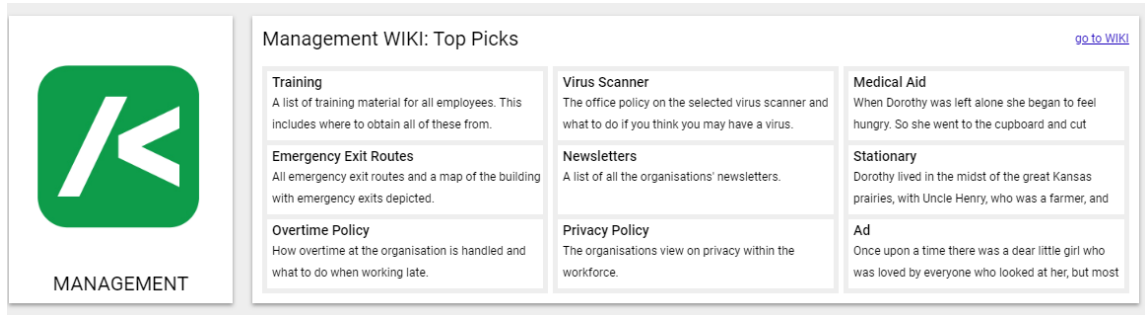 Management WIKI: Top Picks
go to WIKI
Training
A list of training material for all employees. This
includes where to obtain all of these from.
Virus Scanner
The office policy on the selected virus scanner and
what to do if you think you may have a virus.
Medical Aid
When Dorothy was left alone she began to feel
hungry. So she went to the cupboard and cut
Emergency Exit Routes
All emergency exit routes and a map of the building
with emergency exits depicted.
Newsletters
A list of all the organisations' newsletters.
Stationary
Dorothy lived in the midst of the great Kansas
prairies, with Uncle Henry, who was a farmer, and
Overtime Policy
How overtime at the organisation is handled and
what to do when working late.
Privacy Policy
The organisations view on privacy within the
workforce.
Ad
Once upon a time there was a dear little girl who
was loved by everyone who looked at her, but most
MANAGEMENT